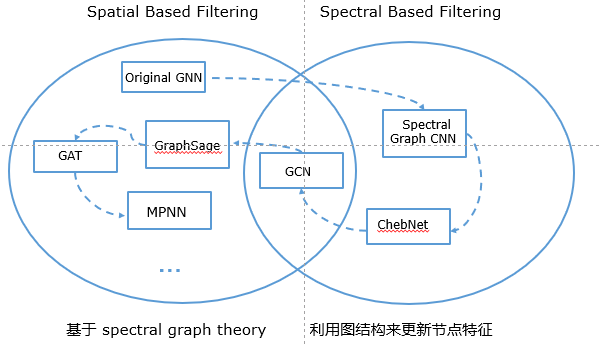 Spatial Based Filtering
Spectral Based Filtering
Original GNN
Spectral
Graph CNN
GraphSage
GAT
GCN
MPNN
ChebNet
...
基于 spectral graph theory
利用图结构来更新节点特征